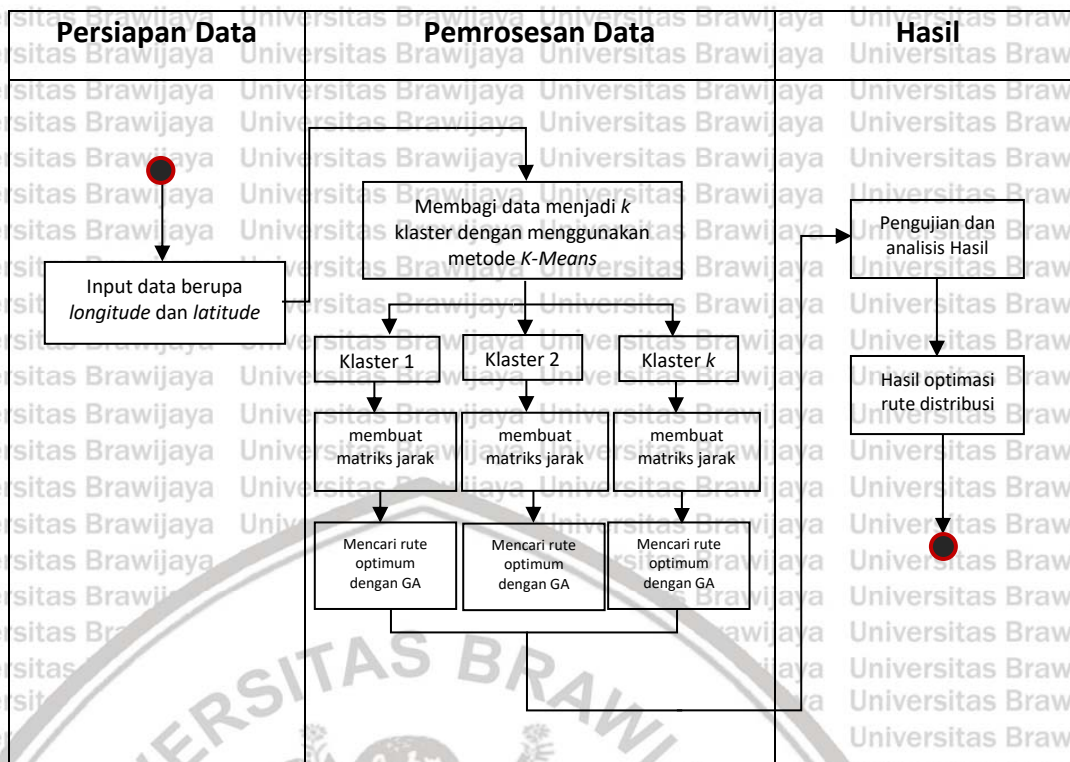 Persiapan Data
Pemrosesan Data
Hasil
Input data berupa
longitude dan latitude
Membagi data menjadi k
klaster dengan menggunakan
metode K-Means
Klaster 1
Klaster 2
Klaster k
membuat
matriks jarak
membuat
matriks jarak
membuat
matriks jarak
Mencari rute
optimum
dengan GA
Mencari rute
optimum
dengan GA
Mencari rute
optimum
dengan GA
Pengujian dan
analisis Hasil
Hasil optimasi
rute distribusi
Universitas Brawijaya